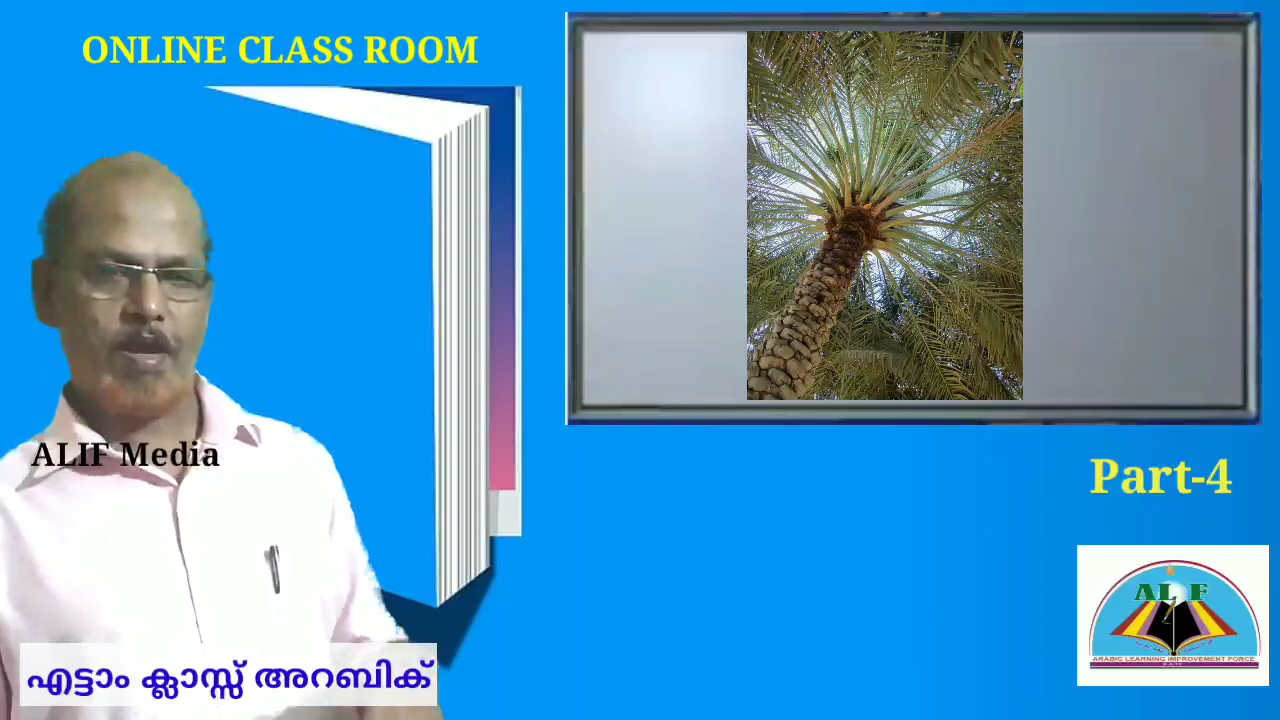 ONLINE CLASS ROOM
ALIF Media
Part-4
ALIF
ARABIC LEARNING IMPROVEMENT FORCE
എട്ടാം ക്ലാസ്സ് അറബിക്